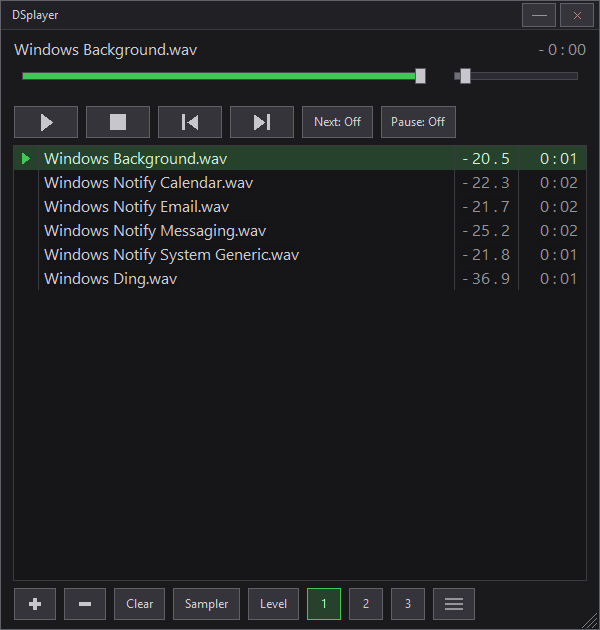 DSplayer
Windows Background.wav - 0:00
Next: Off Pause: Off
Windows Background.wav -20.5 0:01
Windows Notify Calendar.wav -22.3 0:02
Windows Notify Email.wav -21.7 0:02
Windows Notify Messaging.wav -25.2 0:02
Windows Notify System Generic.wav -21.8 0:01
Windows Ding.wav -36.9 0:01
Clear Sampler Level 1 2 3